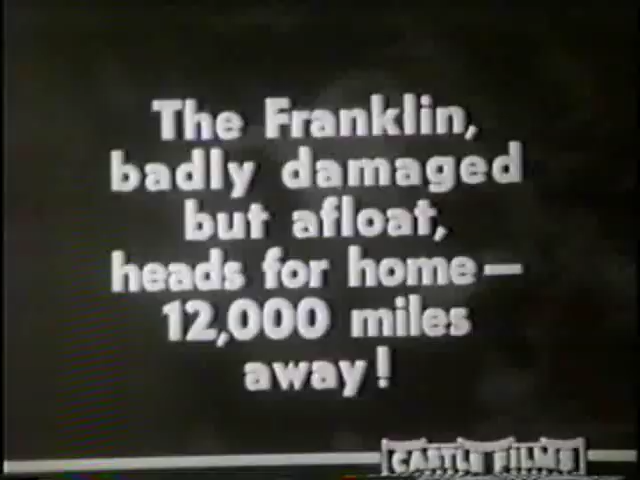 The Franklin,
badly damaged
but afloat,
heads for home—
12,000 miles
away!
CASTLE FILMS